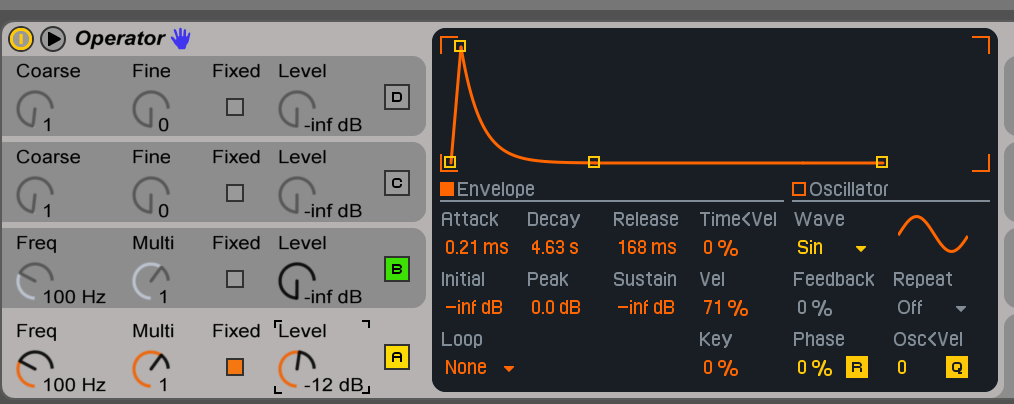 Operator
Coarse Fine Fixed Level
1 0 -inf dB D
Coarse Fine Fixed Level
1 0 -inf dB C
Freq Multi Fixed Level
100 Hz 1 -inf dB B
Freq Multi Fixed Level
100 Hz 1 -12 dB A
Envelope Oscillator
Attack Decay Release Time<Vel Wave
0.21 ms 4.63 s 168 ms 0 % Sin
Initial Peak Sustain Vel Feedback Repeat
-inf dB 0.0 dB -inf dB 71 % 0 % Off
Loop Key Phase Osc<Vel
None 0 % 0 % R 0 Q